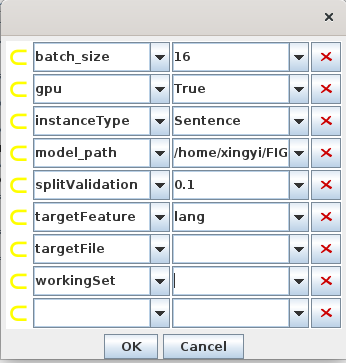 batch_size 16
gpu True
instanceType Sentence
model_path /home/xingyi/FIG
splitValidation 0.1
targetFeature lang
targetFile
workingSet
OK Cancel